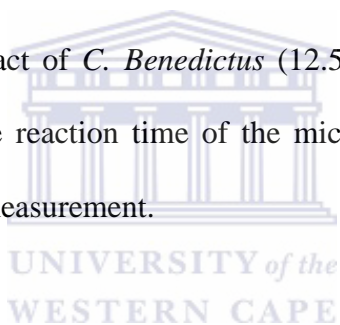 act of C. Benedictus (12.5
reaction time of the mic
easurement.
UNIVERSITY of the
WESTERN CAPE